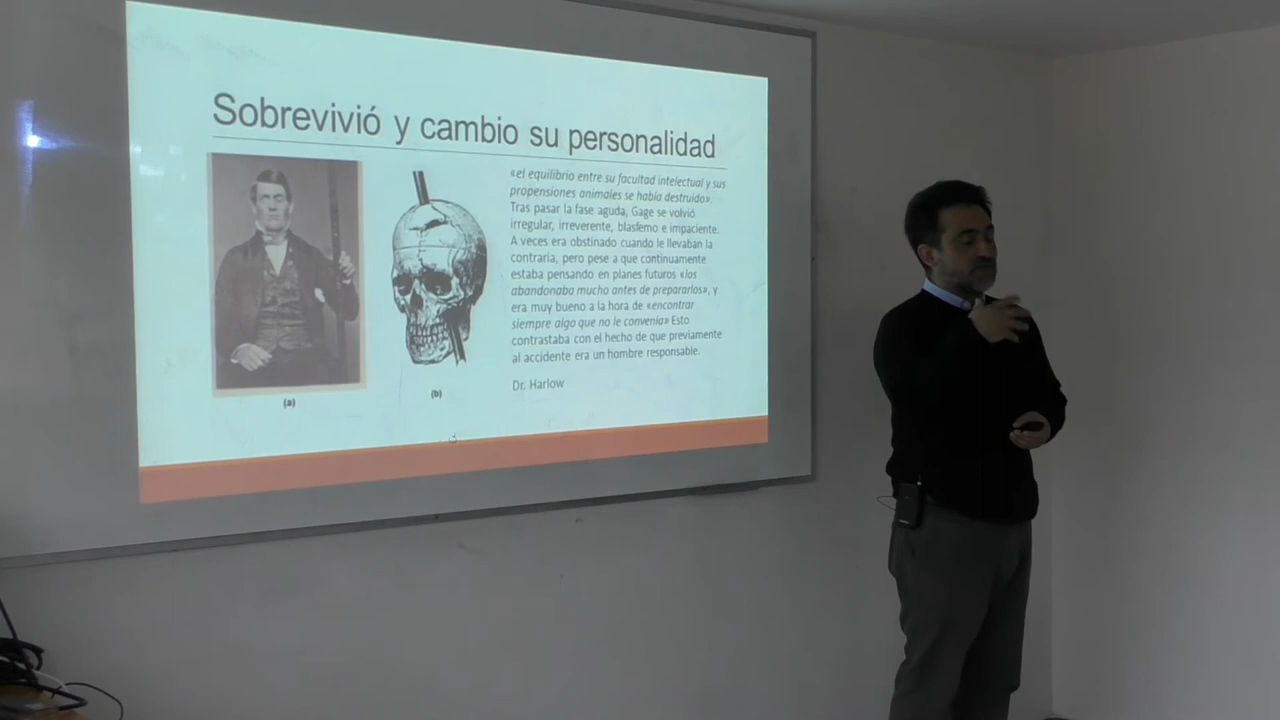 Sobrevivió y cambio su personalidad
«el equilibrio entre su facultad intelectual y sus
propensiones animales se había destruido».
Tras pasar la fase aguda, Gage se volvió
irregular, irreverente, blasfemo e impaciente.
A veces era obstinado cuando le llevaban la
contraria, pero pese a que continuamente
estaba pensando en planes futuros «los
abandonaba mucho antes de prepararlos», y
era muy bueno a la hora de «encontrar
siempre algo que no le convenía» Esto
contrastaba con el hecho de que previamente
al accidente era un hombre responsable.
Dr. Harlow
(a)
(b)